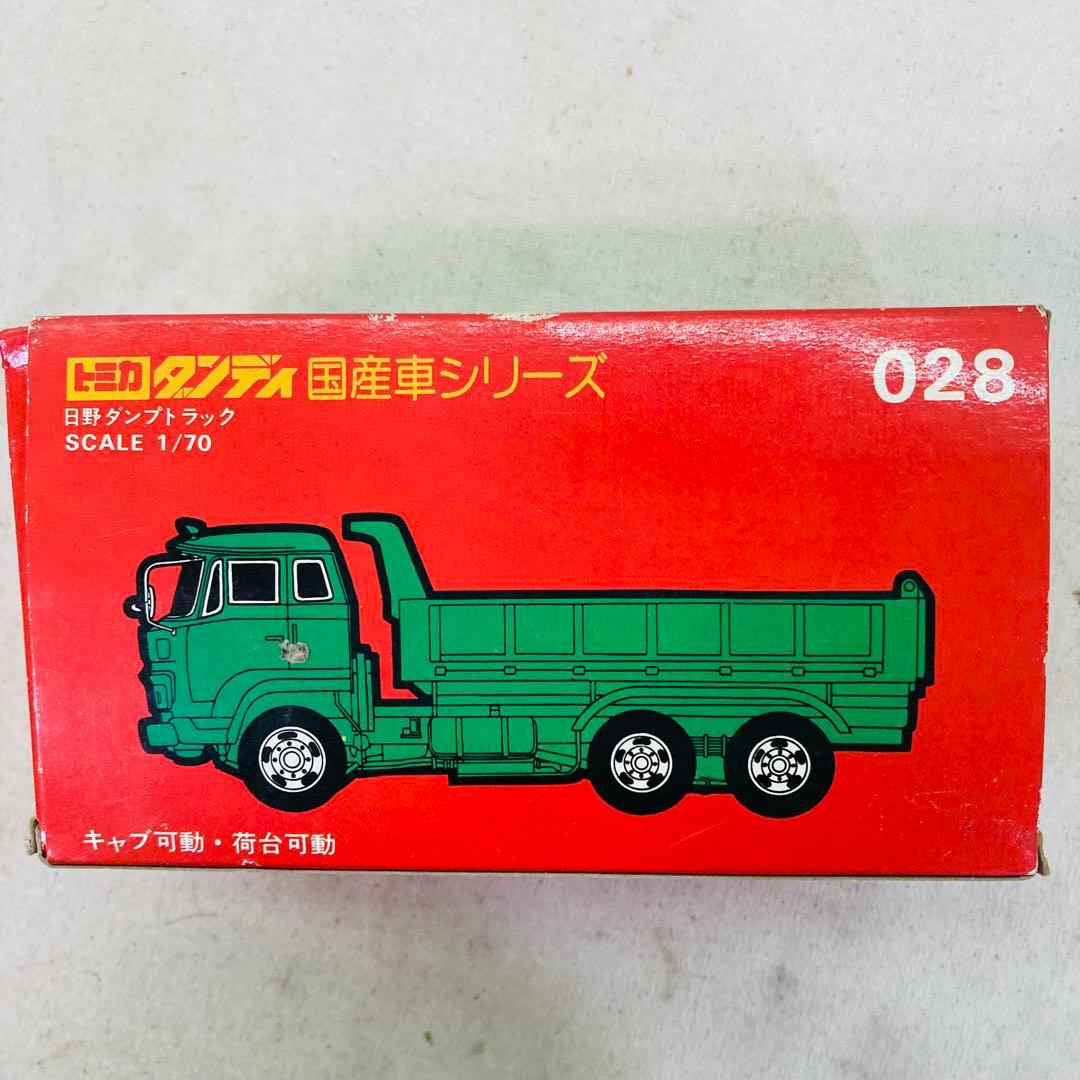 トミカ ダンディ 国産車シリーズ 028
日野ダンプトラック
SCALE 1/70
キャブ可動・荷台可動